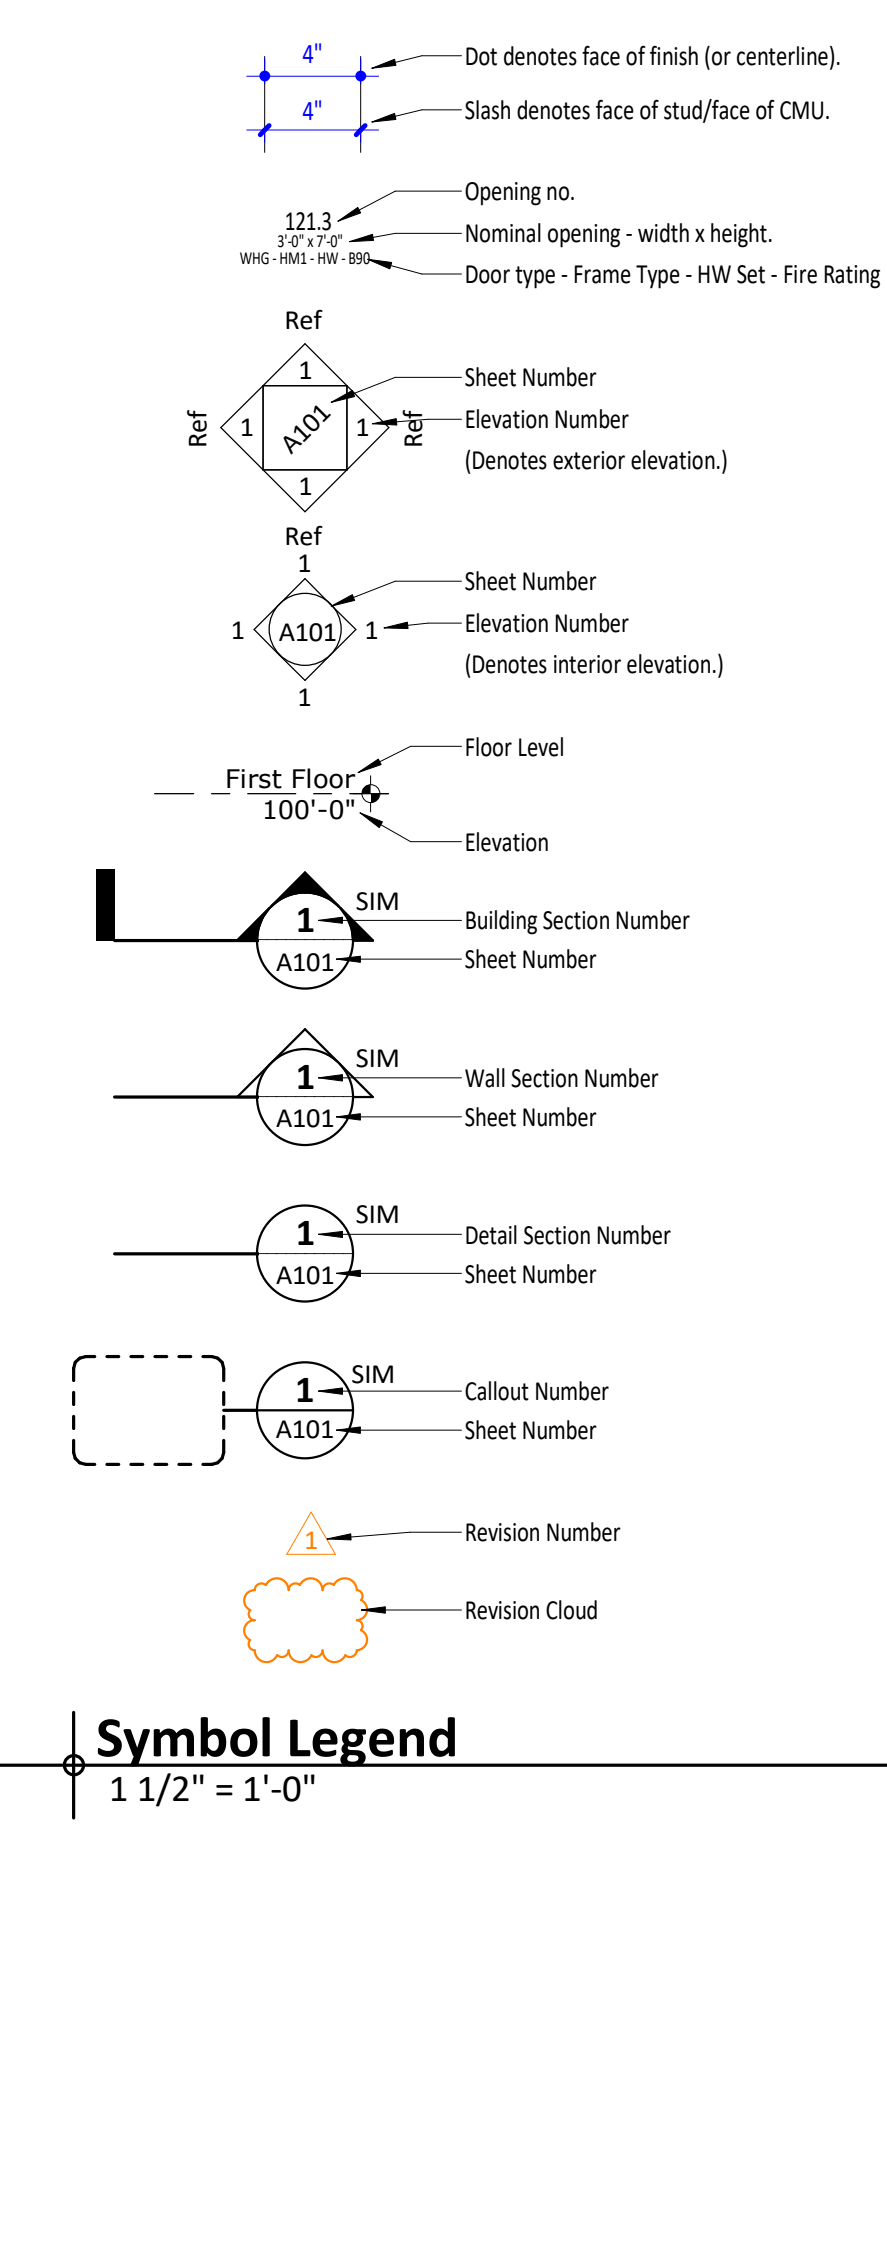 4"
Dot denotes face of finish (or centerline).
4"
Slash denotes face of stud/face of CMU.
Opening no.
121.3
3'-0" x 7'-0"
Nominal opening - width x height.
WHG - HM1 - HW - B90
Door type - Frame Type - HW Set - Fire Rating
Ref
1
Sheet Number
Ref
1
A101
1
Ref
Elevation Number
(Denotes exterior elevation.)
1
Ref
1
Sheet Number
1
A101
1
Elevation Number
(Denotes interior elevation.)
1
Floor Level
First Floor
100'-0"
Elevation
SIM
1
Building Section Number
A101
Sheet Number
SIM
1
Wall Section Number
A101
Sheet Number
SIM
1
Detail Section Number
A101
Sheet Number
SIM
1
Callout Number
A101
Sheet Number
1
Revision Number
Revision Cloud
Symbol Legend
1 1/2" = 1'-0"